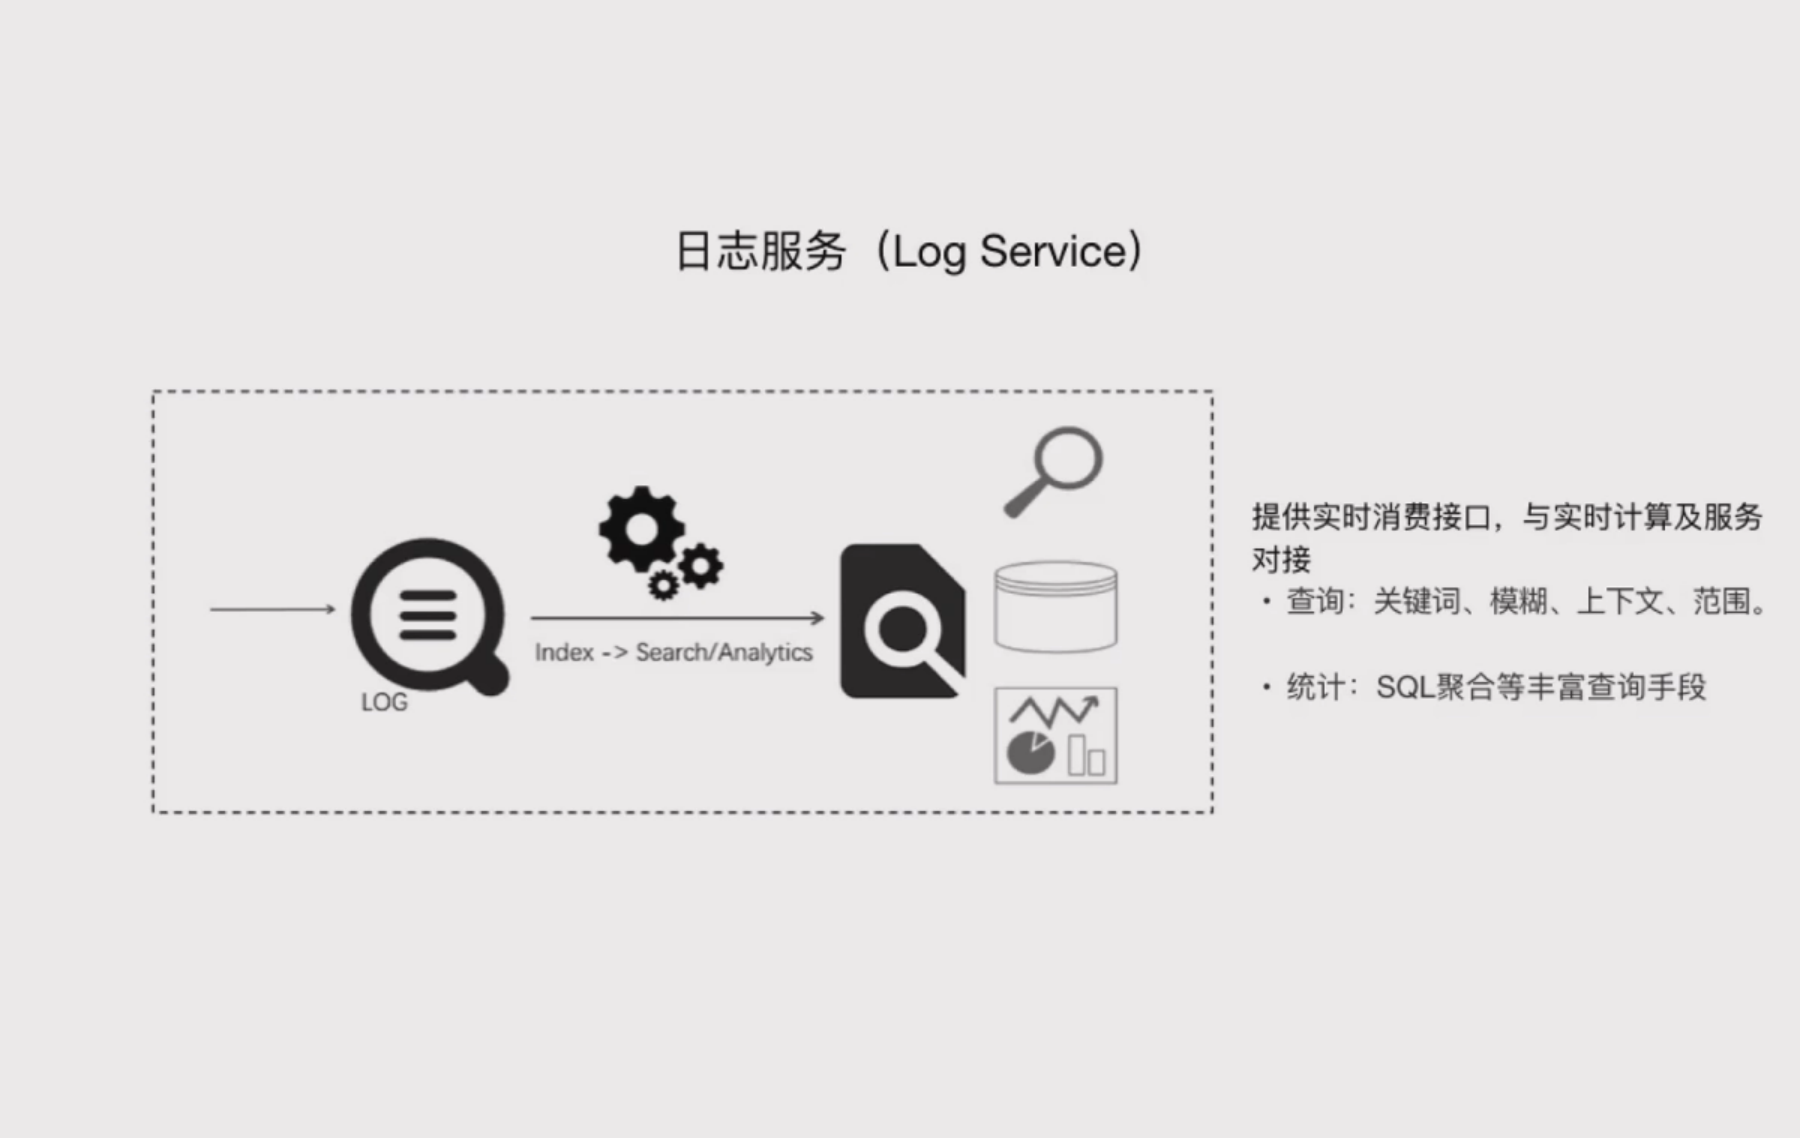 日志服务（Log Service）
LOG
Index -> Search/Analytics
提供实时消费接口，与实时计算及服务
对接
• 查询：关键词、模糊、上下文、范围。
• 统计：SQL聚合等丰富查询手段